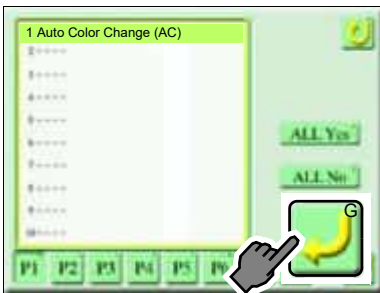 1 Auto Color Change (AC)
2-----
3-----
4-----
5-----
6-----
7-----
8-----
9-----
10-----
ALL Yes
ALL No
G
P1 P2 P3 P4 P5